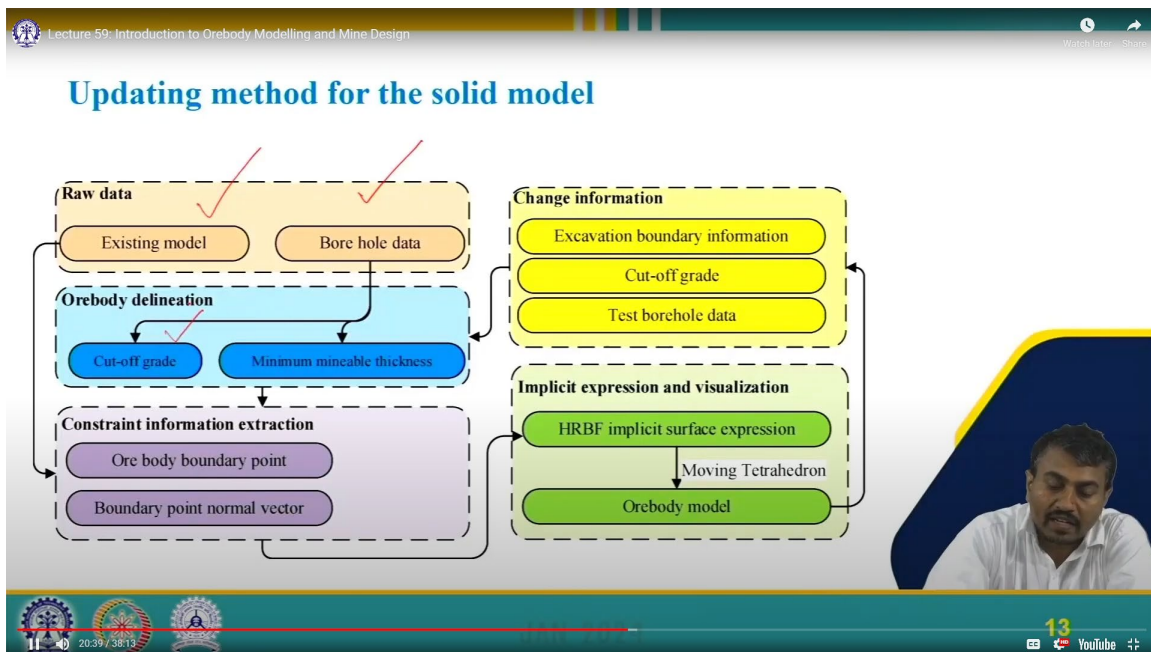 Lecture 59: Introduction to Orebody Modelling and Mine Design
Watch later
Share
Updating method for the solid model
Raw data
Existing model
Bore hole data
Orebody delineation
Cut-off grade
Minimum mineable thickness
Constraint information extraction
Ore body boundary point
Boundary point normal vector
Change information
Excavation boundary information
Cut-off grade
Test borehole data
Implicit expression and visualization
HRBF implicit surface expression
Moving Tetrahedron
Orebody model
13
20:39 / 38:13
CC
HD
YouTube